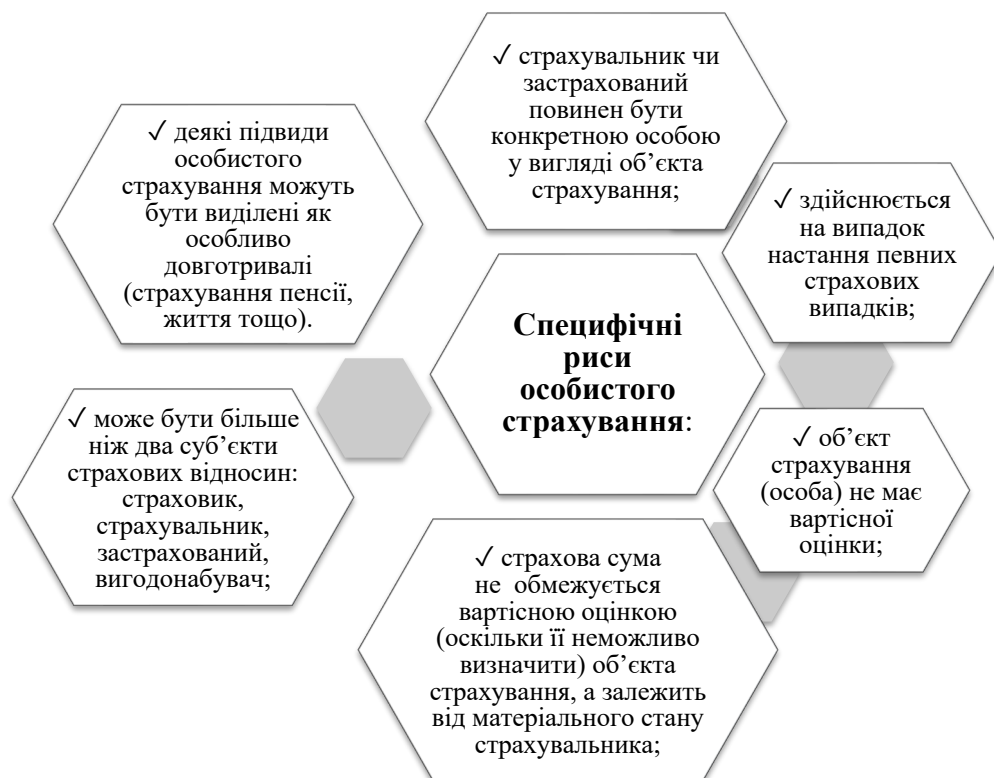 ✓ страхувальник чи
застрахований
повинен бути
конкретною особою
у вигляді об’єкта
страхування;
✓ здійснюється
на випадок
настання певних
страхових
випадків;
✓ об’єкт
страхування
(особа) не має
вартісної
оцінки;
✓ страхова сума
не обмежується
вартісною оцінкою
(оскільки її неможливо
визначити) об’єкта
страхування, а залежить
від матеріального стану
страхувальника;
✓ може бути більше
ніж два суб’єкти
страхових відносин:
страховик,
страхувальник,
застрахований,
вигодонабувач;
✓ деякі підвиди
особистого
страхування можуть
бути виділені як
особливо
довготривалі
(страхування пенсії,
життя тощо).
Специфічні
риси
особистого
страхування: